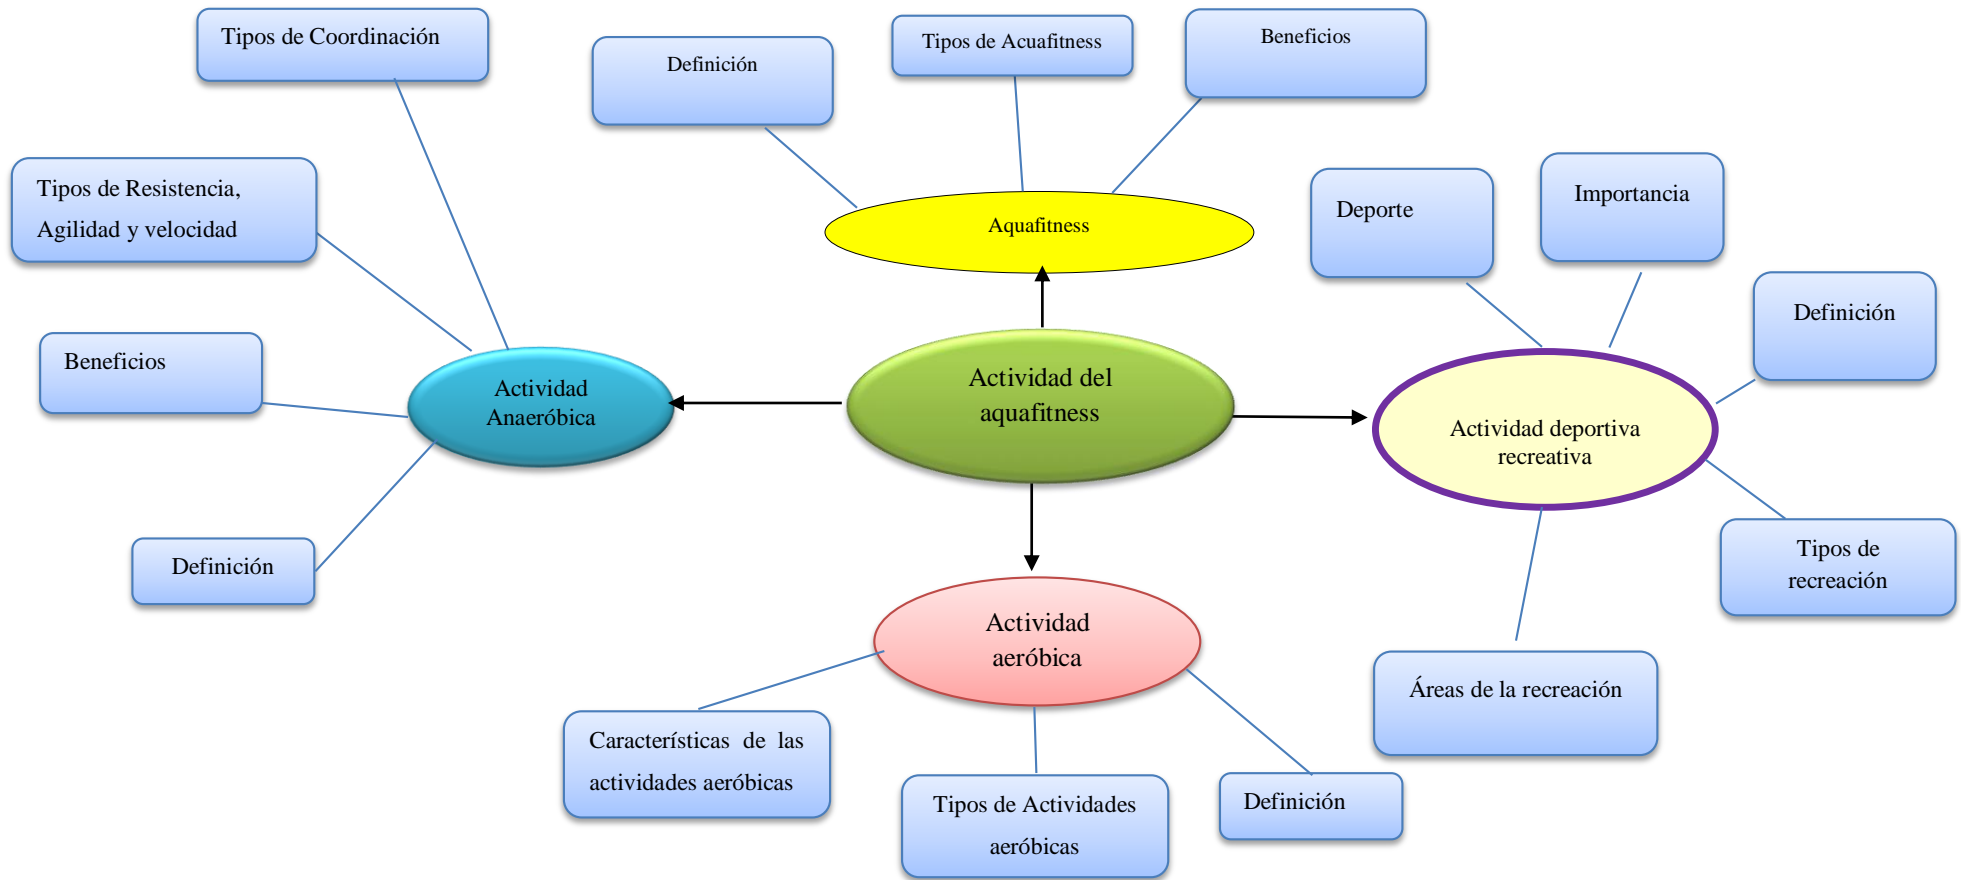 Tipos de Coordinación
Definición
Tipos de Acuafitness
Beneficios
Tipos de Resistencia,
Agilidad y velocidad
Deporte
Importancia
Aquafitness
Definición
Beneficios
Actividad
Anaeróbica
Actividad del
aquafitness
Actividad deportiva
recreativa
Definición
Tipos de
recreación
Actividad
aeróbica
Áreas de la recreación
Características de las
actividades aeróbicas
Tipos de Actividades
aeróbicas
Definición